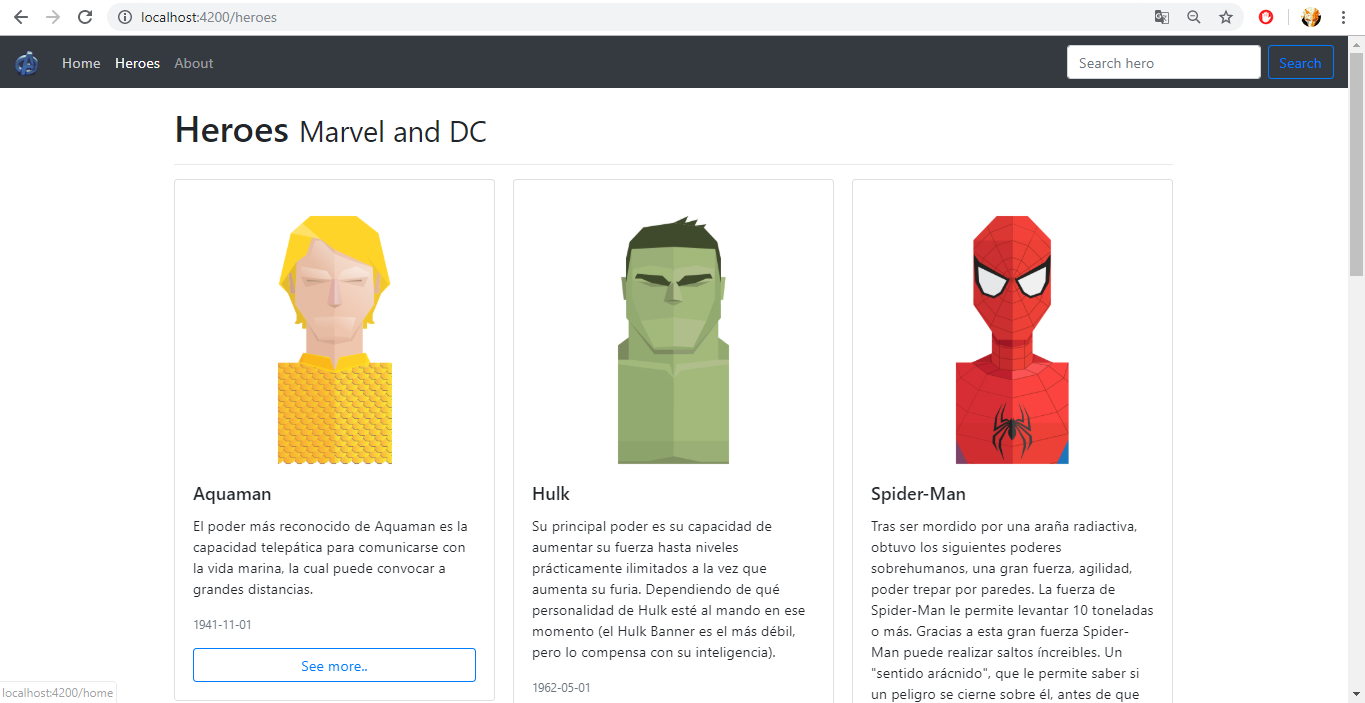 localhost:4200/heroes
Home Heroes About Search hero Search
Heroes Marvel and DC
Aquaman
El poder más reconocido de Aquaman es la
capacidad telepática para comunicarse con
la vida marina, la cual puede convocar a
grandes distancias.
1941-11-01
See more..
Hulk
Su principal poder es su capacidad de
aumentar su fuerza hasta niveles
prácticamente ilimitados a la vez que
aumenta su furia. Dependiendo de qué
personalidad de Hulk esté al mando en ese
momento (el Hulk Banner es el más débil,
pero lo compensa con su inteligencia).
1962-05-01
Spider-Man
Tras ser mordido por una araña radiactiva,
obtuvo los siguientes poderes
sobrehumanos, una gran fuerza, agilidad,
poder trepar por paredes. La fuerza de
Spider-Man le permite levantar 10 toneladas
o más. Gracias a esta gran fuerza Spider-
Man puede realizar saltos íncreibles. Un
"sentido arácnido", que le permite saber si
un peligro se cierne sobre él, antes de que
localhost:4200/home